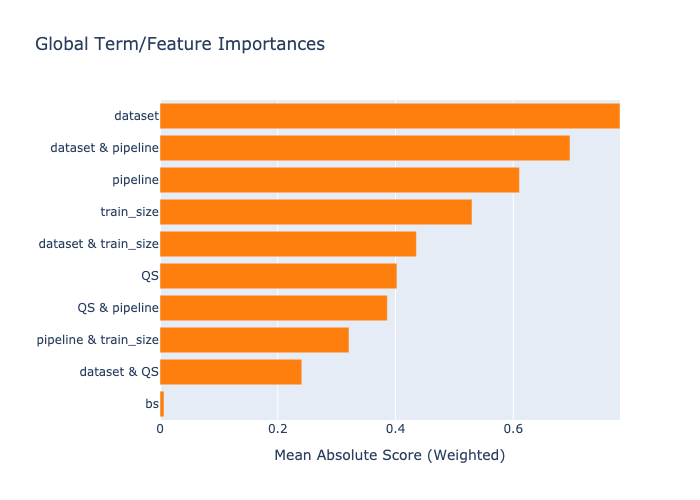 Global Term/Feature Importances
dataset
dataset & pipeline
pipeline
train_size
dataset & train_size
QS
QS & pipeline
pipeline & train_size
dataset & QS
bs
0 0.2 0.4 0.6
Mean Absolute Score (Weighted)